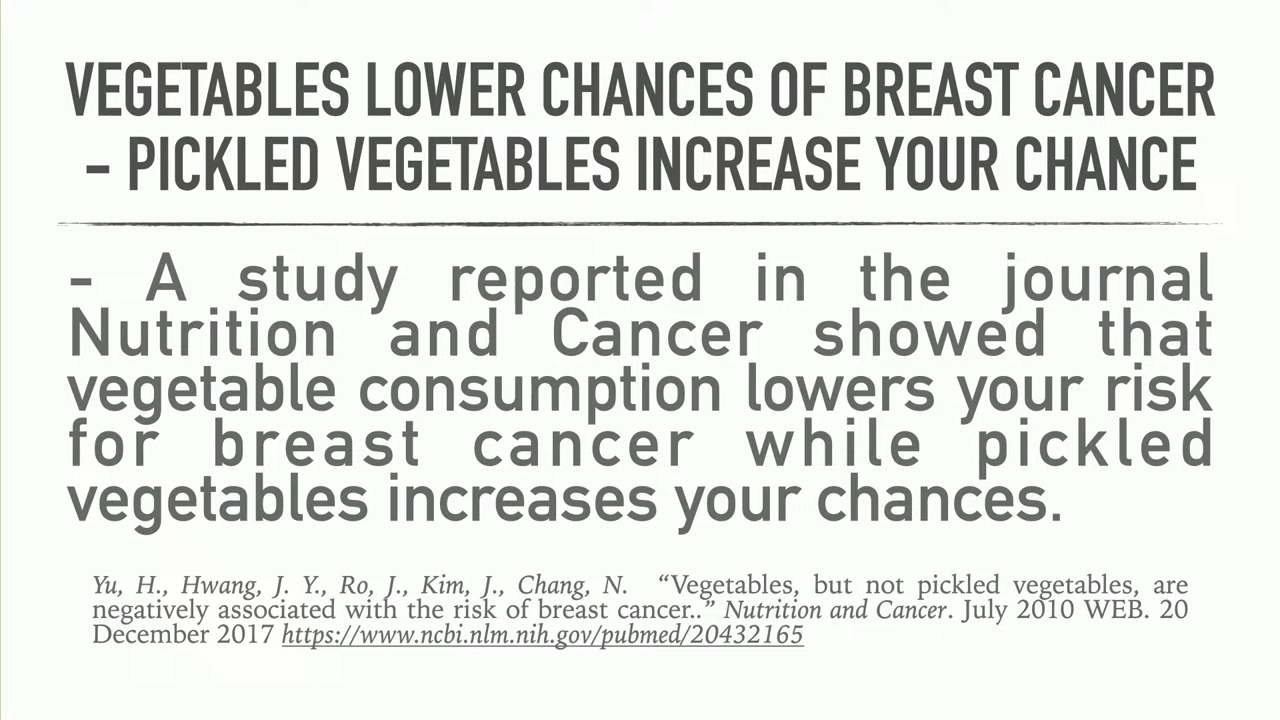 VEGETABLES LOWER CHANCES OF BREAST CANCER
– PICKLED VEGETABLES INCREASE YOUR CHANCE
- A study reported in the journal
Nutrition and Cancer showed that
vegetable consumption lowers your risk
for breast cancer while pickled
vegetables increases your chances.
Yu, H., Hwang, J. Y., Ro, J., Kim, J., Chang, N. “Vegetables, but not pickled vegetables, are
negatively associated with the risk of breast cancer..” Nutrition and Cancer. July 2010 WEB. 20
December 2017 https://www.ncbi.nlm.nih.gov/pubmed/20432165